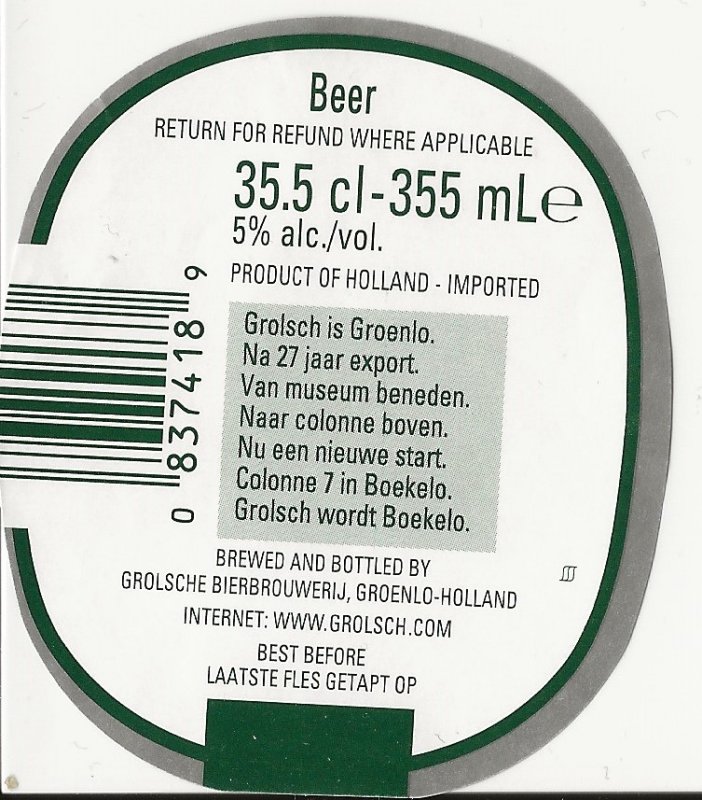 Beer
RETURN FOR REFUND WHERE APPLICABLE
35.5 cl-355 mL℮
5% alc./vol.
PRODUCT OF HOLLAND - IMPORTED
Grolsch is Groenlo.
Na 27 jaar export.
Van museum beneden.
Naar colonne boven.
Nu een nieuwe start.
Colonne 7 in Boekelo.
Grolsch wordt Boekelo.
0 837418 9
BREWED AND BOTTLED BY
GROLSCHE BIERBROUWERIJ, GROENLO-HOLLAND
INTERNET: WWW.GROLSCH.COM
BEST BEFORE
LAATSTE FLES GETAPT OP